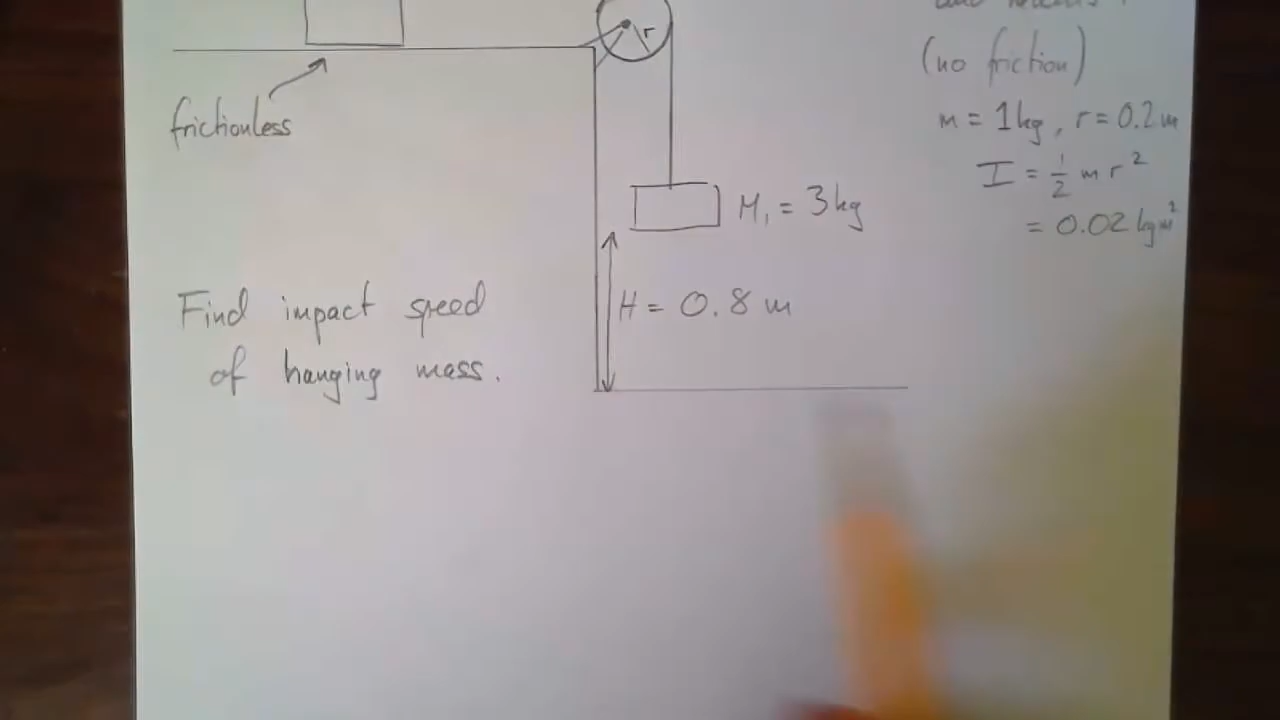 (no friction)
r
m = 1 kg, r = 0.2 m
frictionless
I = 1/2 m r²
= 0.02 kg m²
M₁ = 3 kg
H = 0.8 m
Find impact speed
of hanging mass.